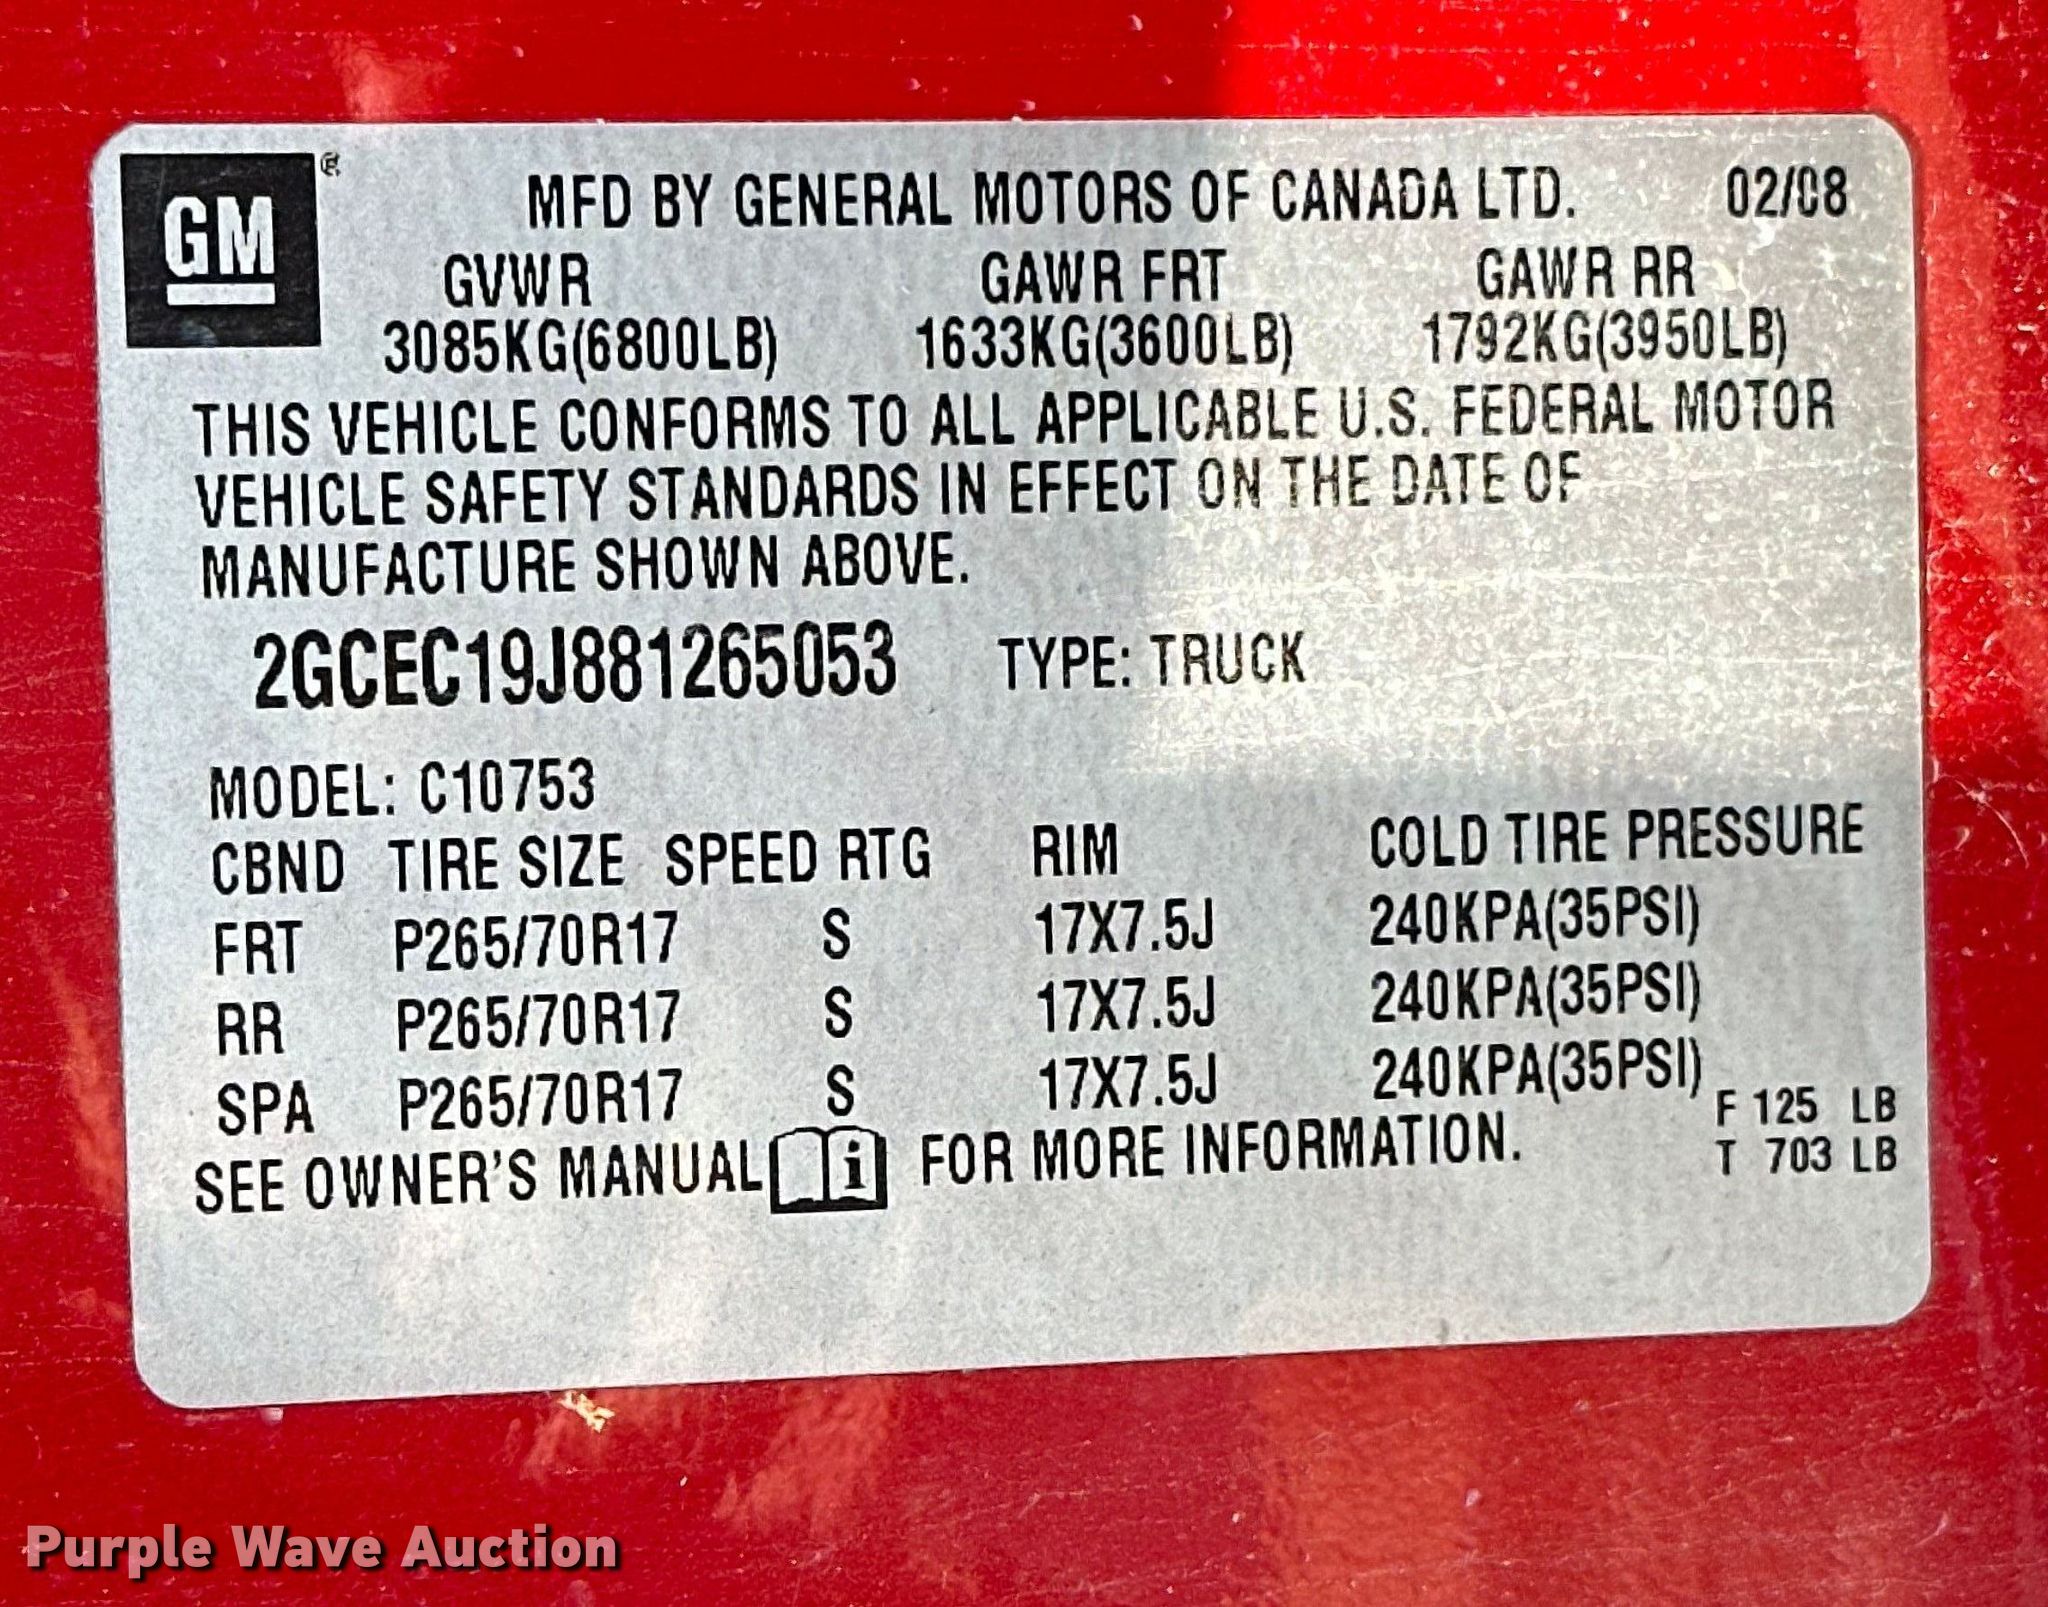 GM ® MFD BY GENERAL MOTORS OF CANADA LTD. 02/08
GVWR GAWR FRT GAWR RR
3085KG(6800LB) 1633KG(3600LB) 1792KG(3950LB)
THIS VEHICLE CONFORMS TO ALL APPLICABLE U.S. FEDERAL MOTOR
VEHICLE SAFETY STANDARDS IN EFFECT ON THE DATE OF
MANUFACTURE SHOWN ABOVE.
2GCEC19J881265053 TYPE: TRUCK
MODEL: C10753
CBND TIRE SIZE SPEED RTG RIM COLD TIRE PRESSURE
FRT P265/70R17 S 17X7.5J 240KPA(35PSI)
RR P265/70R17 S 17X7.5J 240KPA(35PSI)
SPA P265/70R17 S 17X7.5J 240KPA(35PSI)
F 125 LB
SEE OWNER'S MANUAL i FOR MORE INFORMATION. T 703 LB
Purple Wave Auction